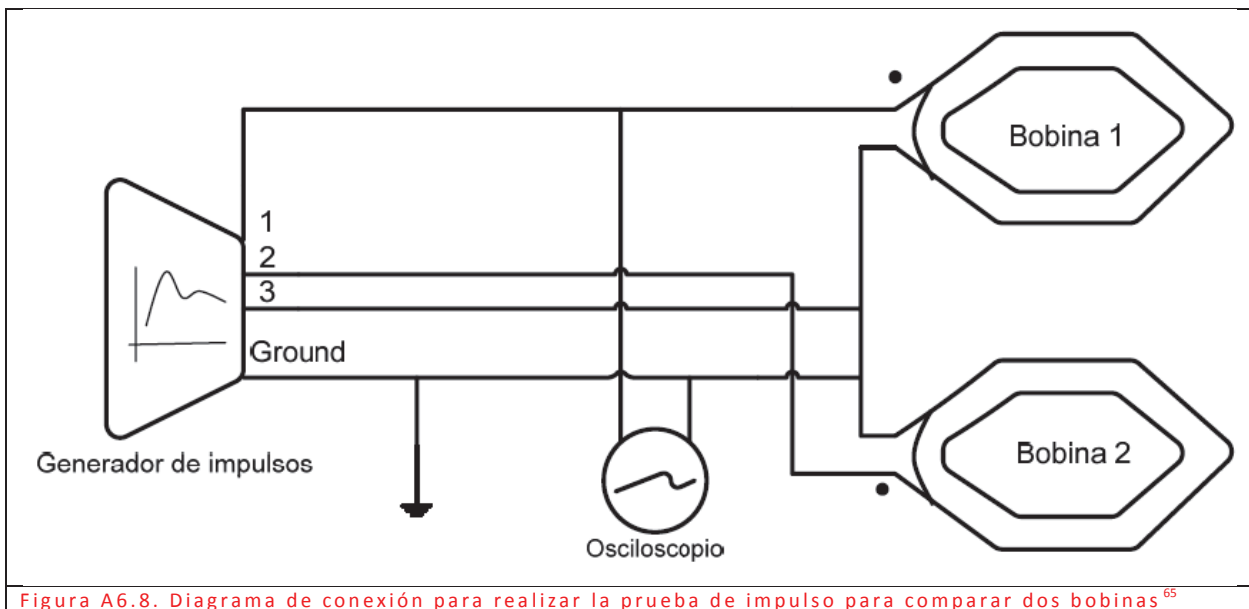 Bobina 1
1
2
3
Ground
Generador de impulsos
Bobina 2
Osciloscopio
Figura A6.8. Diagrama de conexión para realizar la prueba de impulso para comparar dos bobinas 65